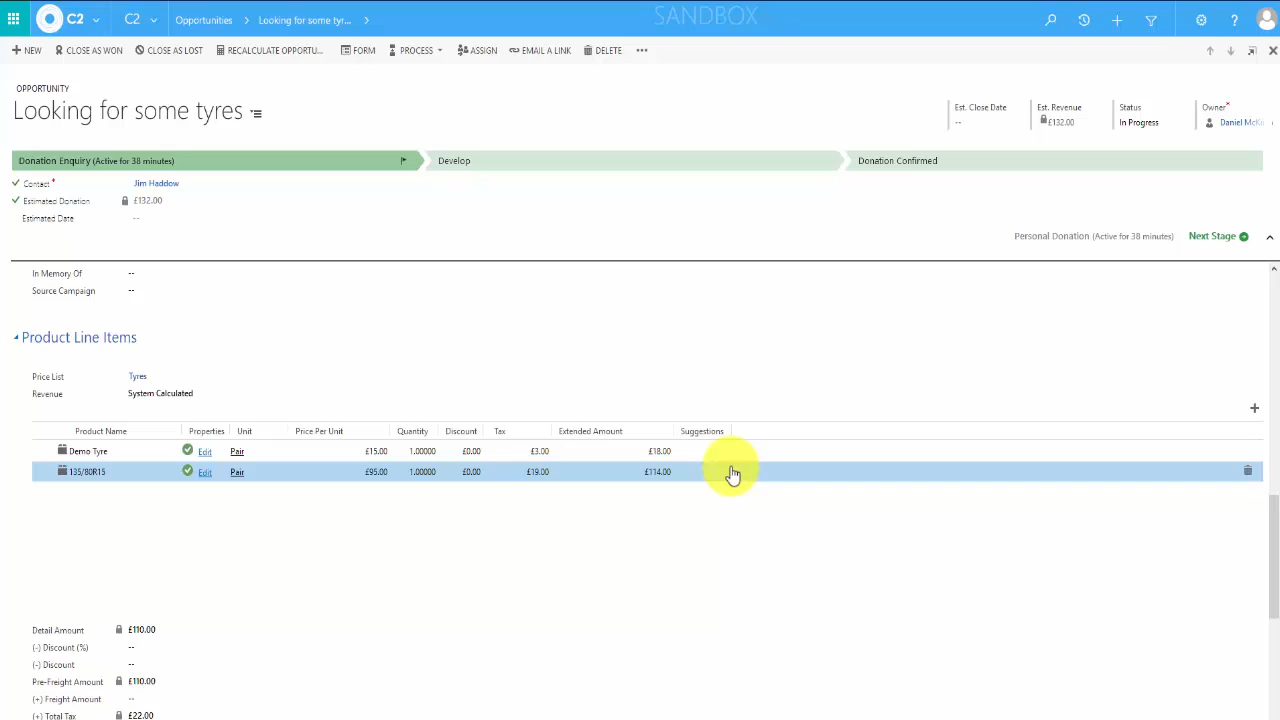 C2 C2 Opportunities Looking for some tyr... SANDBOX
NEW CLOSE AS WON CLOSE AS LOST RECALCULATE OPPORTU... FORM PROCESS ASSIGN EMAIL A LINK DELETE •••
OPPORTUNITY
Looking for some tyres
Est. Close Date Est. Revenue Status Owner*
-- £132.00 In Progress Daniel
Donation Enquiry (Active for 38 minutes) Develop Donation Confirmed
Contact * Jim Haddow
Estimated Donation £132.00
Estimated Date --
Personal Donation (Active for 38 minutes) Next Stage
In Memory Of --
Source Campaign --
Product Line Items
Price List Tyres
Revenue System Calculated
Product Name Properties Unit Price Per Unit Quantity Discount Tax Extended Amount Suggestions
Demo Tyre Edit Pair £15.00 1.00000 £0.00 £3.00 £18.00
135/80R15 Edit Pair £95.00 1.00000 £0.00 £19.00 £114.00
Detail Amount £110.00
(-) Discount (%) --
(-) Discount --
Pre-Freight Amount £110.00
(+) Freight Amount --
(+) Total Tax £22.00